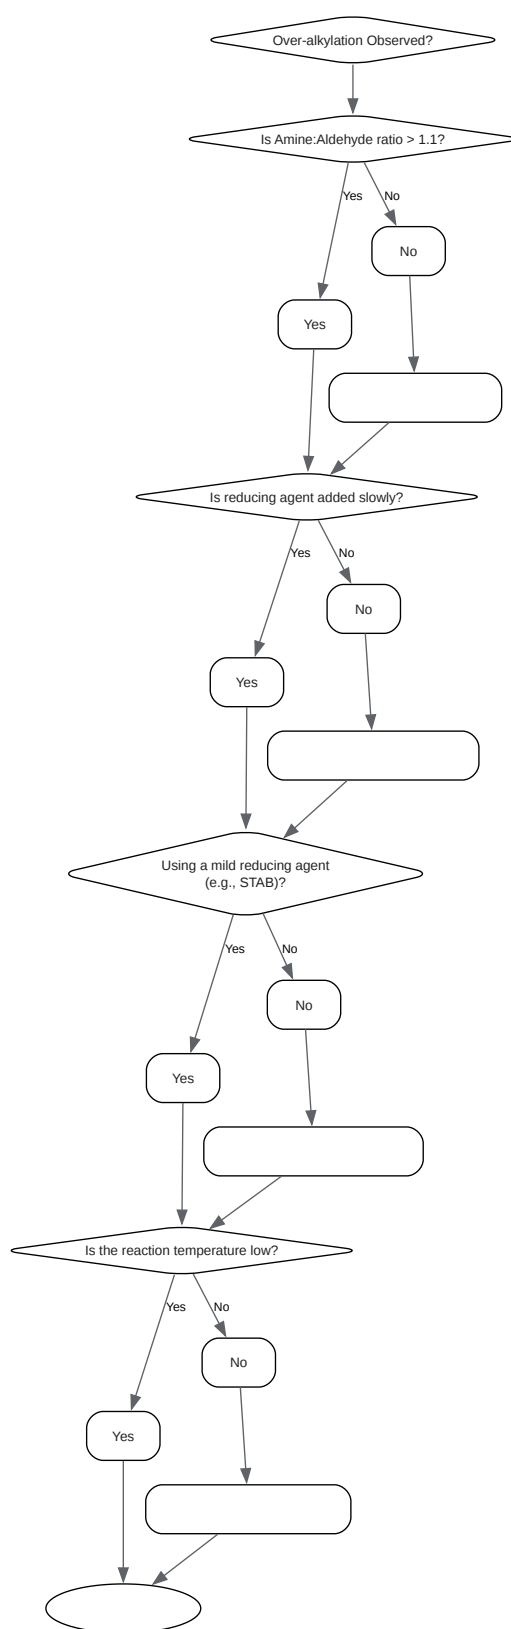 Over-alkylation Observed?
Is Amine:Aldehyde ratio > 1.1?
Yes
No
No
Yes
Is reducing agent added slowly?
Yes
No
No
Yes
Using a mild reducing agent
(e.g., STAB)?
Yes
No
No
Yes
Is the reaction temperature low?
Yes
No
No
Yes